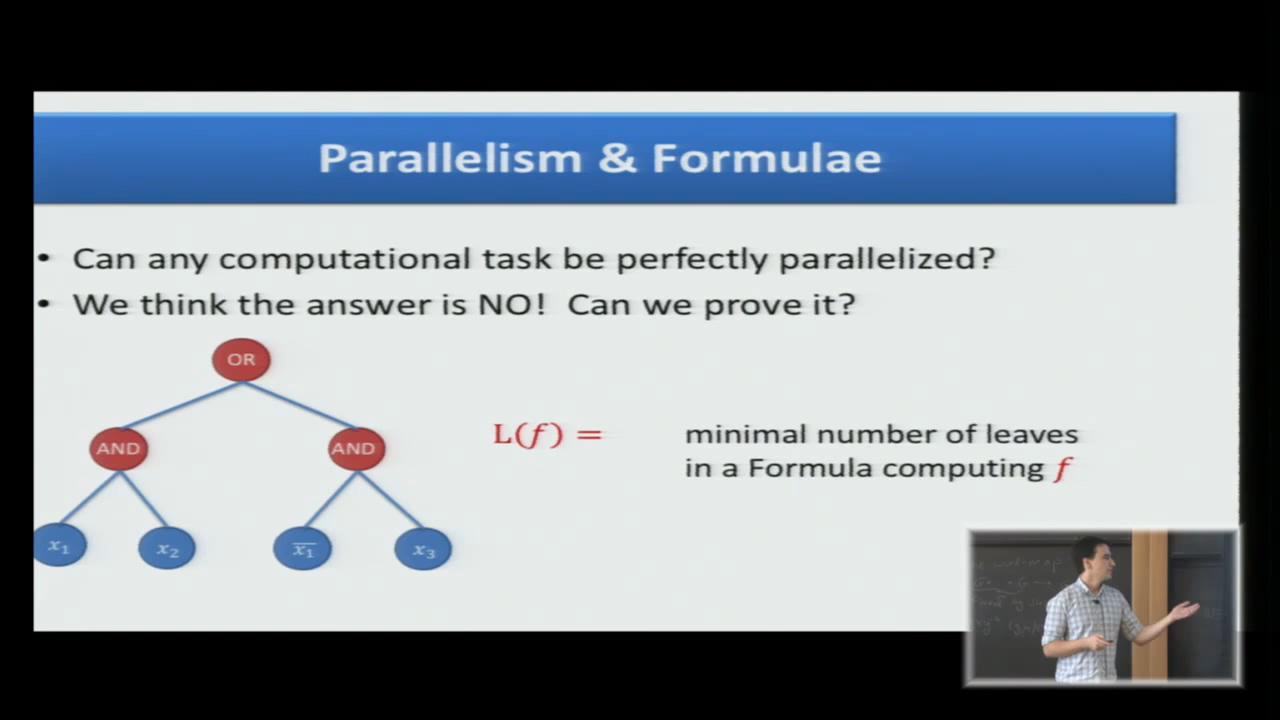 Parallelism & Formulae
• Can any computational task be perfectly parallelized?
• We think the answer is NO! Can we prove it?
OR
AND AND
L(f) = minimal number of leaves
in a Formula computing f
x₁ x₂ x̅₁ x₃